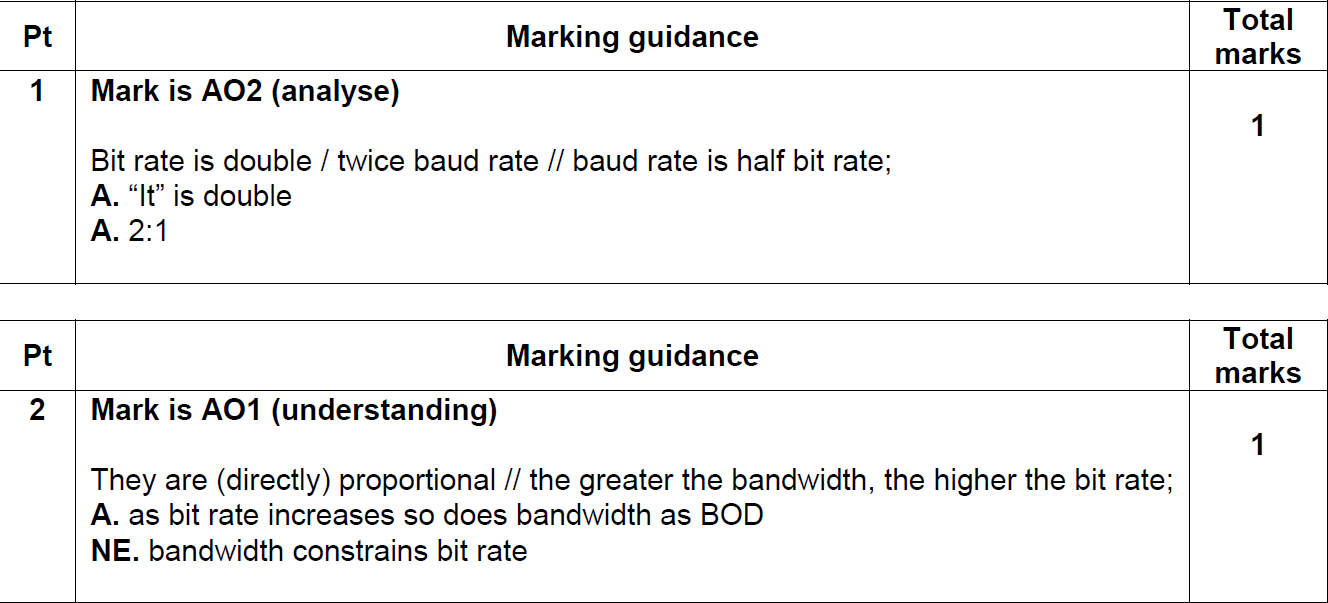 Pt
Marking guidance
Total
marks
1
Mark is AO2 (analyse)
1
Bit rate is double / twice baud rate // baud rate is half bit rate;
A. “It” is double
A. 2:1
Pt
Marking guidance
Total
marks
2
Mark is AO1 (understanding)
1
They are (directly) proportional // the greater the bandwidth, the higher the bit rate;
A. as bit rate increases so does bandwidth as BOD
NE. bandwidth constrains bit rate